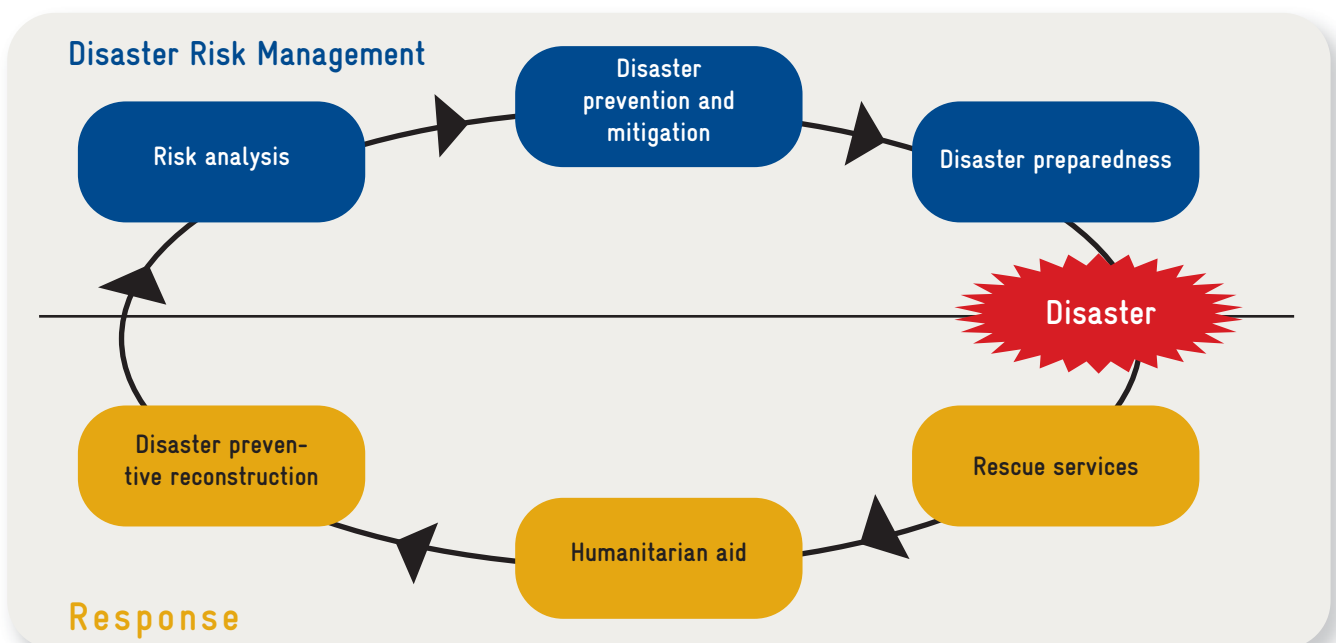 Disaster Risk Management
Disaster
prevention and
mitigation
Risk analysis
Disaster preparedness
Disaster
Disaster preven-
tive reconstruction
Rescue services
Humanitarian aid
Response